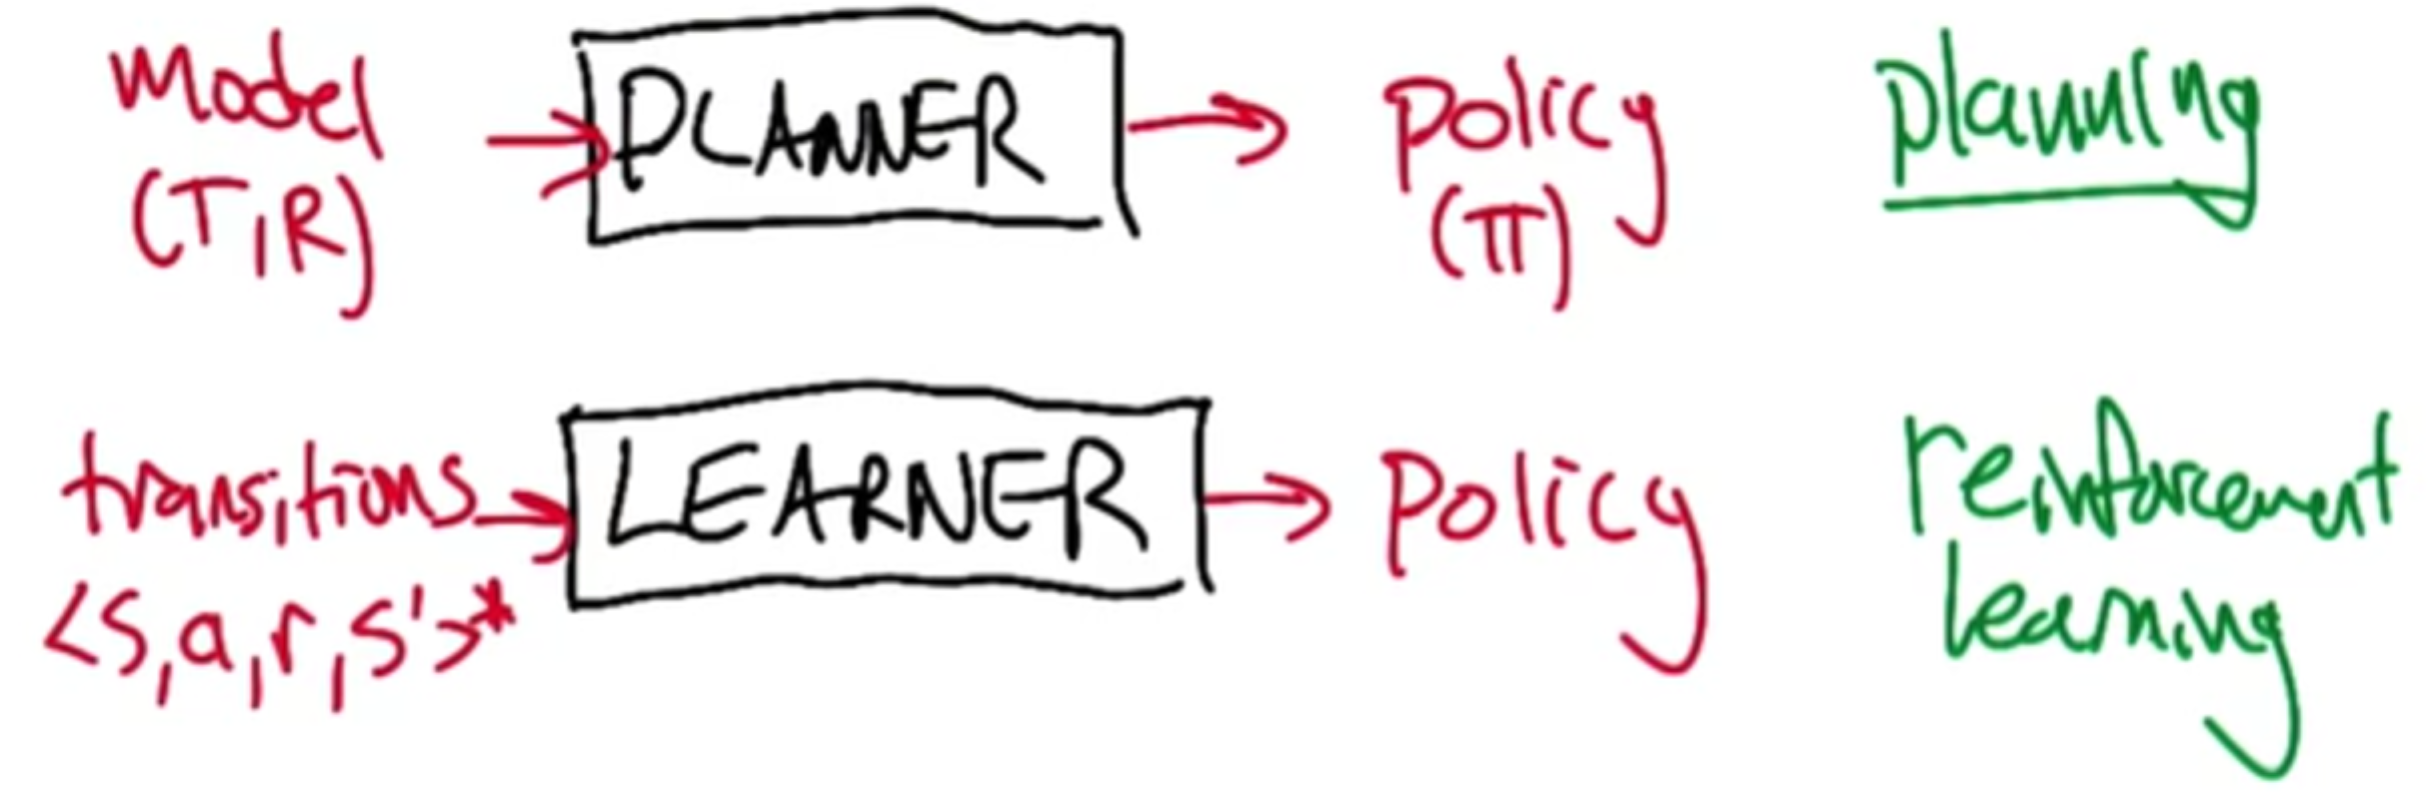 model → PLANNER → policy planning
(T,R) (π)
transitions → LEARNER → policy reinforcement
<s,a,r,s'>* learning